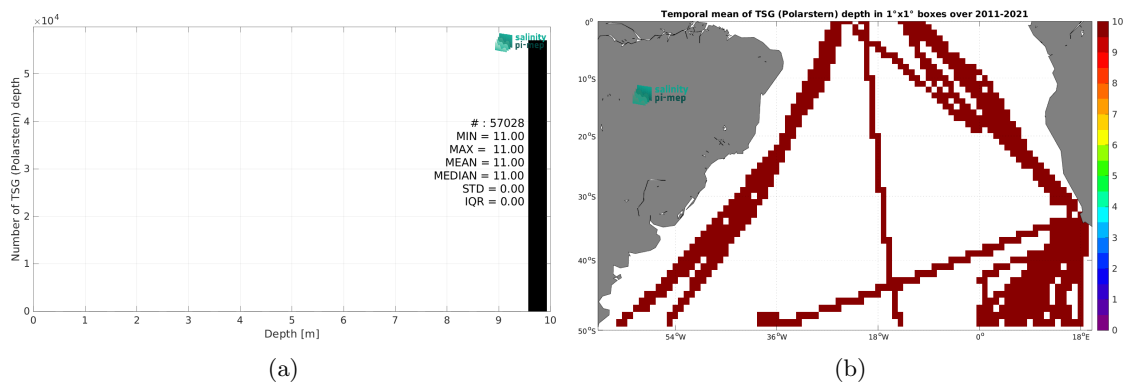 ×10⁴
salinity
pi-mep
Number of TSG (Polarstern) depth
5
4
3
2
1
0
# : 57028
MIN = 11.00
MAX = 11.00
MEAN = 11.00
MEDIAN = 11.00
STD = 0.00
IQR = 0.00
0 1 2 3 4 5 6 7 8 9 10
Depth [m]
(a)
Temporal mean of TSG (Polarstern) depth in 1°x1° boxes over 2011-2021
0°
10°S
20°S
30°S
40°S
50°S
salinity
pi-mep
54°W 36°W 18°W 0° 18°E
10
9
8
7
6
5
4
3
2
1
0
(b)